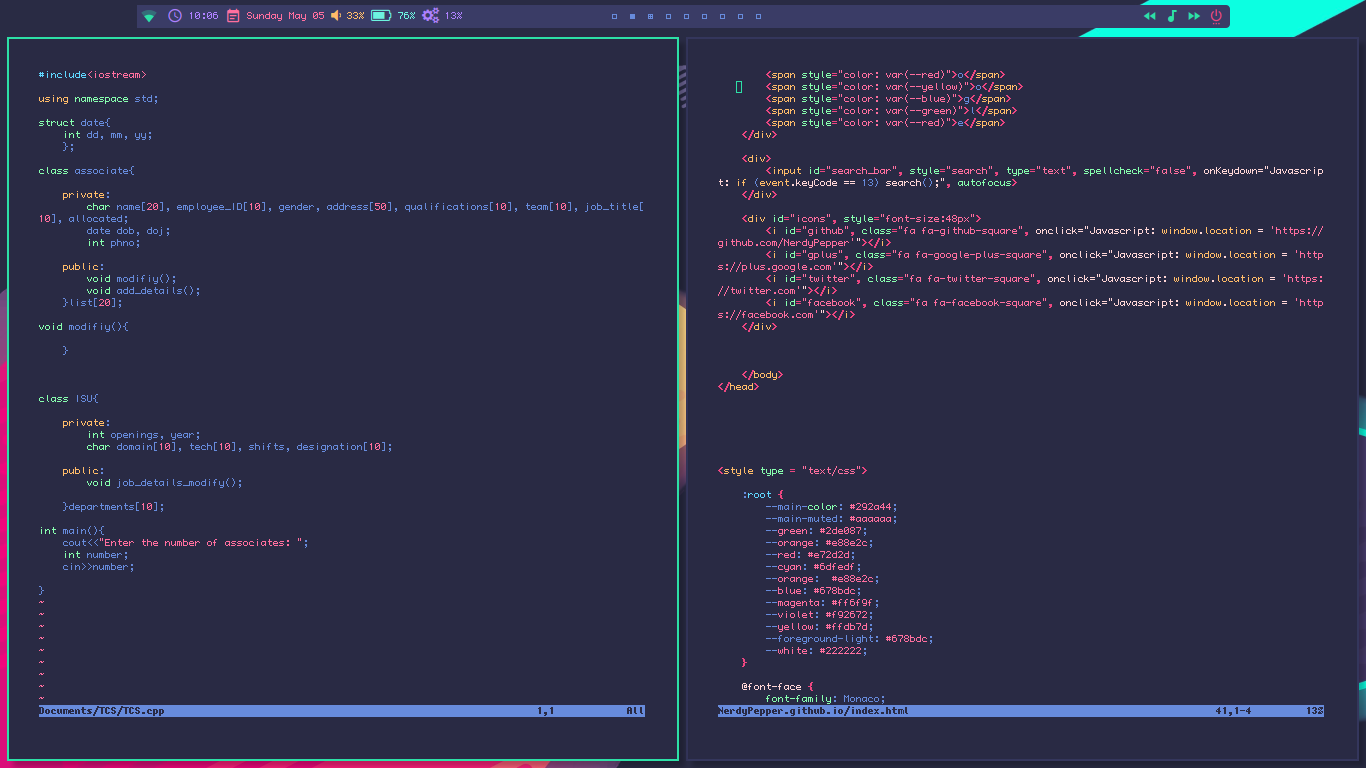 10:06 Sunday May 05 33% 76% 13%
#include<iostream>
using namespace std;
struct date{
int dd, mm, yy;
};
class associate{
private:
char name[20], employee_ID[10], gender, address[50], qualifications[10], team[10], job_title[
10], allocated;
date dob, doj;
int phno;
public:
void modifiy();
void add_details();
}list[20];
void modifiy(){
}
class ISU{
private:
int openings, year;
char domain[10], tech[10], shifts, designation[10];
public:
void job_details_modify();
}departments[10];
int main(){
cout<<"Enter the number of associates: ";
int number;
cin>>number;
}
~
~
~
~
~
~
~
~
~
Documents/TCS/TCS.cpp 1,1 All
<span style="color: var(--red)">o</span>
<span style="color: var(--yellow)">o</span>
<span style="color: var(--blue)">g</span>
<span style="color: var(--green)">l</span>
<span style="color: var(--red)">e</span>
</div>
<div>
<input id="search_bar", style="search", type="text", spellcheck="false", onKeydown="Javascrip
t: if (event.keyCode == 13) search();", autofocus>
</div>
<div id="icons", style="font-size:48px">
<i id="github", class="fa fa-github-square", onclick="Javascript: window.location = 'https://
github.com/NerdyPepper'"></i>
<i id="gplus", class="fa fa-google-plus-square", onclick="Javascript: window.location = 'http
s://plus.google.com'"></i>
<i id="twitter", class="fa fa-twitter-square", onclick="Javascript: window.location = 'https:
//twitter.com'"></i>
<i id="facebook", class="fa fa-facebook-square", onclick="Javascript: window.location = 'http
s://facebook.com'"></i>
</div>
</body>
</head>
<style type = "text/css">
:root {
--main-color: #292a44;
--main-muted: #aaaaaa;
--green: #2de087;
--orange: #e88e2c;
--red: #e72d2d;
--cyan: #6dfedf;
--orange:  #e88e2c;
--blue: #678bdc;
--magenta: #ff6f9f;
--violet: #f92672;
--yellow: #ffdb7d;
--foreground-light: #678bdc;
--white: #222222;
}
@font-face {
font-family: Monaco;
NerdyPepper.github.io/index.html 41,1-4 13%